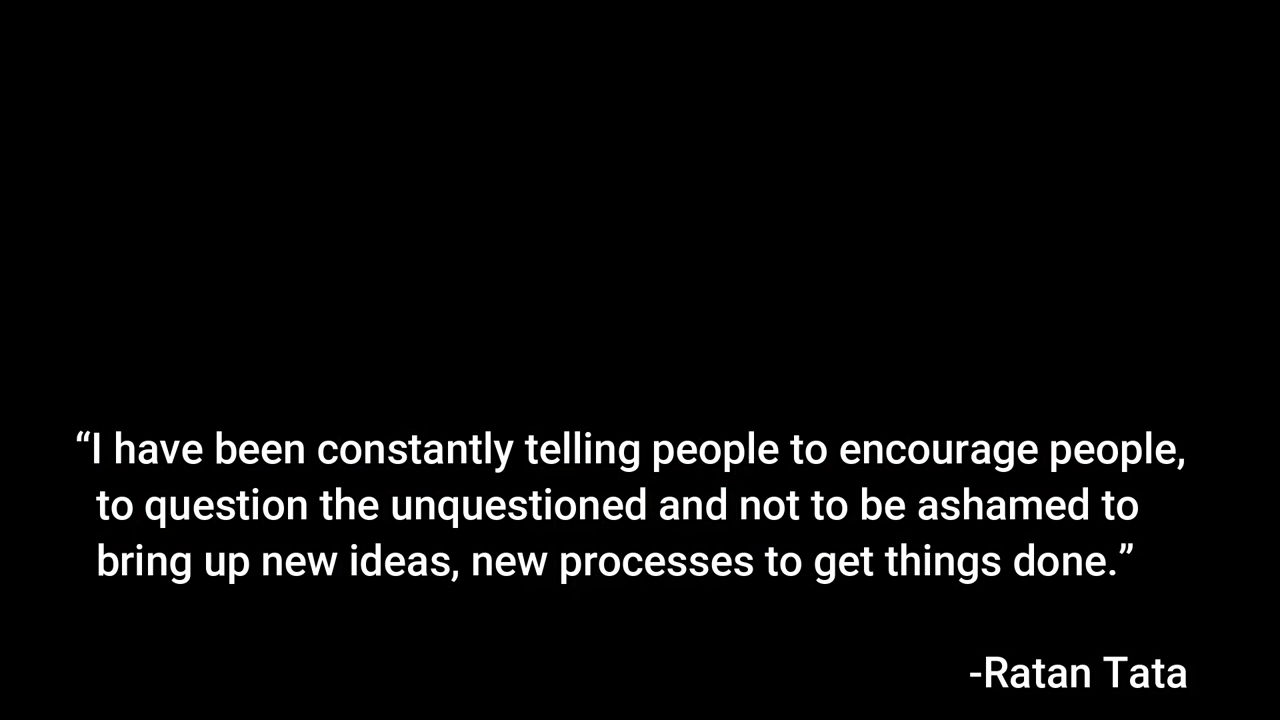 “I have been constantly telling people to encourage people,
to question the unquestioned and not to be ashamed to
bring up new ideas, new processes to get things done.”
-Ratan Tata